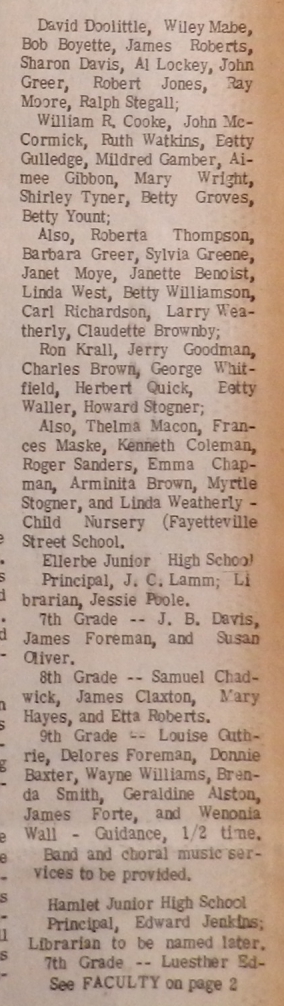 David Doolittle, Wiley Mabe,
Bob Boyette, James Roberts,
Sharon Davis, Al Lockey, John
Greer, Robert Jones, Ray
Moore, Ralph Stegall;
William R. Cooke, John Mc-
Cormick, Ruth Watkins, Eetty
Gulledge, Mildred Gamber, Ai-
mee Gibbon, Mary Wright,
Shirley Tyner, Betty Groves,
Betty Yount;
Also, Roberta Thompson,
Barbara Greer, Sylvia Greene,
Janet Moye, Janette Benoist,
Linda West, Betty Williamson,
Carl Richardson, Larry Wea-
therly, Claudette Brownby;
Ron Krall, Jerry Goodman,
Charles Brown, George Whit-
field, Herbert Quick, Eetty
Waller, Howard Stogner;
Also, Thelma Macon, Fran-
ces Maske, Kenneth Coleman,
Roger Sanders, Emma Chap-
man, Arminita Brown, Myrtle
Stogner, and Linda Weatherly -
Child Nursery (Fayetteville
Street School.
Ellerbe Junior High School
Principal, J. C. Lamm; Li
brarian, Jessie Poole.
7th Grade -- J. B. Davis,
James Foreman, and Susan
Oliver.
8th Grade -- Samuel Chad-
wick, James Claxton, Mary
Hayes, and Etta Roberts.
9th Grade -- Louise Guth-
rie, Delores Foreman, Donnie
Baxter, Wayne Williams, Bren-
da Smith, Geraldine Alston,
James Forte, and Wenonia
Wall - Guidance, 1/2 time.
Band and choral music ser-
vices to be provided.
Hamlet Junior High School
Principal, Edward Jenkins;
Librarian to be named later.
7th Grade -- Luesther Ed-
See FACULTY on page 2